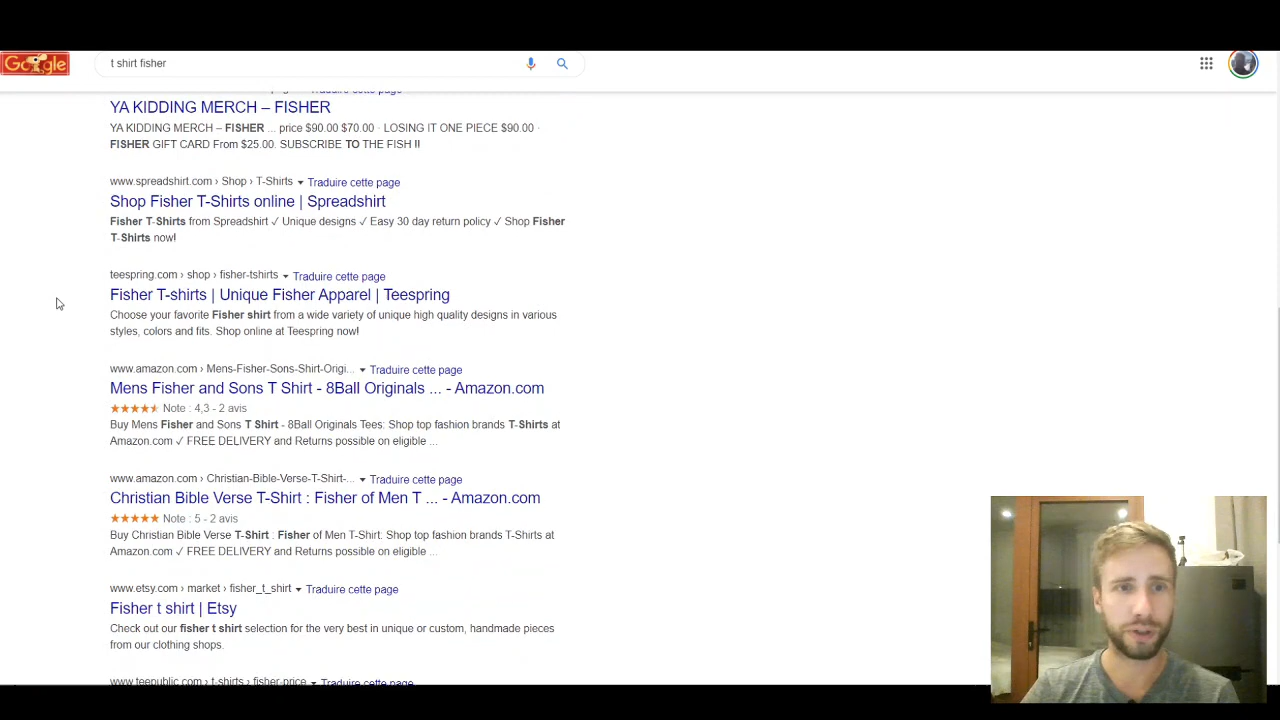 Google
t shirt fisher
YA KIDDING MERCH – FISHER
YA KIDDING MERCH – FISHER ... price $90.00 $70.00 · LOSING IT ONE PIECE $90.00 ·
FISHER GIFT CARD From $25.00. SUBSCRIBE TO THE FISH !!
www.spreadshirt.com › Shop › T-Shirts ▾ Traduire cette page
Shop Fisher T-Shirts online | Spreadshirt
Fisher T-Shirts from Spreadshirt ✓ Unique designs ✓ Easy 30 day return policy ✓ Shop Fisher
T-Shirts now!
teespring.com › shop › fisher-tshirts ▾ Traduire cette page
Fisher T-shirts | Unique Fisher Apparel | Teespring
Choose your favorite Fisher shirt from a wide variety of unique high quality designs in various
styles, colors and fits. Shop online at Teespring now!
www.amazon.com › Mens-Fisher-Sons-Shirt-Origi... ▾ Traduire cette page
Mens Fisher and Sons T Shirt - 8Ball Originals ... - Amazon.com
Note : 4,3 - 2 avis
Buy Mens Fisher and Sons T Shirt - 8Ball Originals Tees: Shop top fashion brands T-Shirts at
Amazon.com ✓ FREE DELIVERY and Returns possible on eligible ...
www.amazon.com › Christian-Bible-Verse-T-Shirt-... ▾ Traduire cette page
Christian Bible Verse T-Shirt : Fisher of Men T ... - Amazon.com
Note : 5 - 2 avis
Buy Christian Bible Verse T-Shirt : Fisher of Men T-Shirt: Shop top fashion brands T-Shirts at
Amazon.com ✓ FREE DELIVERY and Returns possible on eligible ...
www.etsy.com › market › fisher_t_shirt ▾ Traduire cette page
Fisher t shirt | Etsy
Check out our fisher t shirt selection for the very best in unique or custom, handmade pieces
from our clothing shops.
www.teepublic.com › t-shirts › fisher-price ▾ Traduire cette page